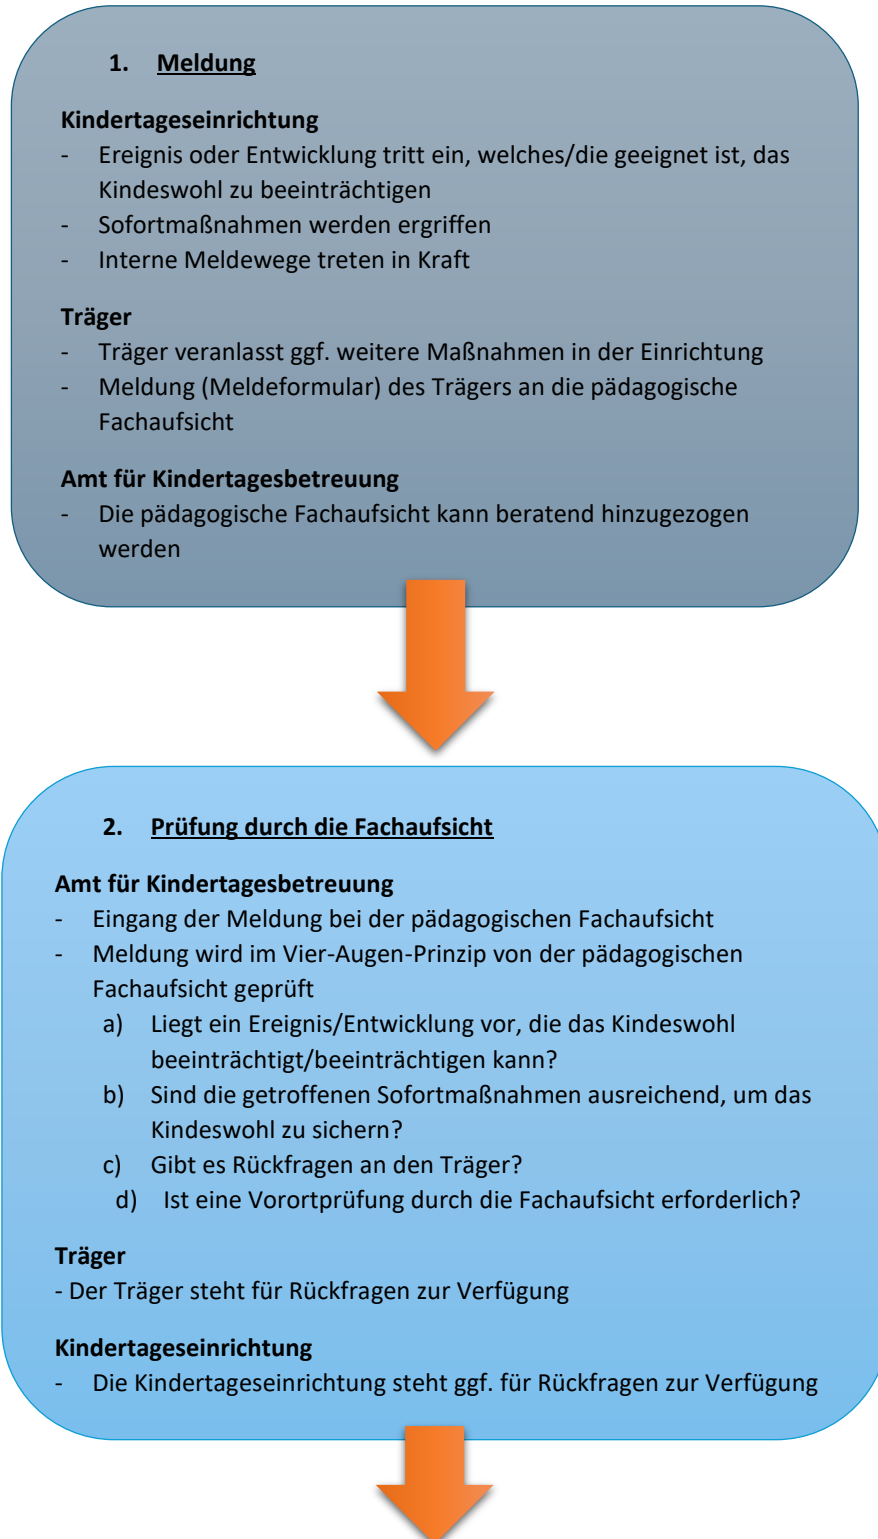 1. Meldung
Kindertageseinrichtung
- Ereignis oder Entwicklung tritt ein, welches/die geeignet ist, das
Kindeswohl zu beeinträchtigen
- Sofortmaßnahmen werden ergriffen
- Interne Meldewege treten in Kraft
Träger
- Träger veranlasst ggf. weitere Maßnahmen in der Einrichtung
- Meldung (Meldeformular) des Trägers an die pädagogische
Fachaufsicht
Amt für Kindertagesbetreuung
- Die pädagogische Fachaufsicht kann beratend hinzugezogen
werden
2. Prüfung durch die Fachaufsicht
Amt für Kindertagesbetreuung
- Eingang der Meldung bei der pädagogischen Fachaufsicht
- Meldung wird im Vier-Augen-Prinzip von der pädagogischen
Fachaufsicht geprüft
a) Liegt ein Ereignis/Entwicklung vor, die das Kindeswohl
beeinträchtigt/beeinträchtigen kann?
b) Sind die getroffenen Sofortmaßnahmen ausreichend, um das
Kindeswohl zu sichern?
c) Gibt es Rückfragen an den Träger?
d) Ist eine Vorortprüfung durch die Fachaufsicht erforderlich?
Träger
- Der Träger steht für Rückfragen zur Verfügung
Kindertageseinrichtung
- Die Kindertageseinrichtung steht ggf. für Rückfragen zur Verfügung